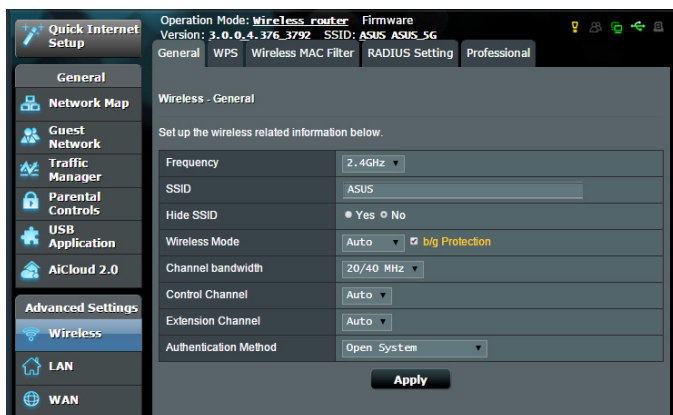 Quick Internet
Setup
General
Network Map
Guest
Network
Traffic
Manager
Parental
Controls
USB
Application
AiCloud 2.0
Advanced Settings
Wireless
LAN
WAN
Operation Mode: Wireless router Firmware
Version: 3.0.0.4.376_3792 SSID: ASUS ASUS_5G
General WPS Wireless MAC Filter RADIUS Setting Professional
Wireless - General
Set up the wireless related information below.
Frequency 2.4GHz
SSID ASUS
Hide SSID Yes No
Wireless Mode Auto b/g Protection
Channel bandwidth 20/40 MHz
Control Channel Auto
Extension Channel Auto
Authentication Method Open System
Apply